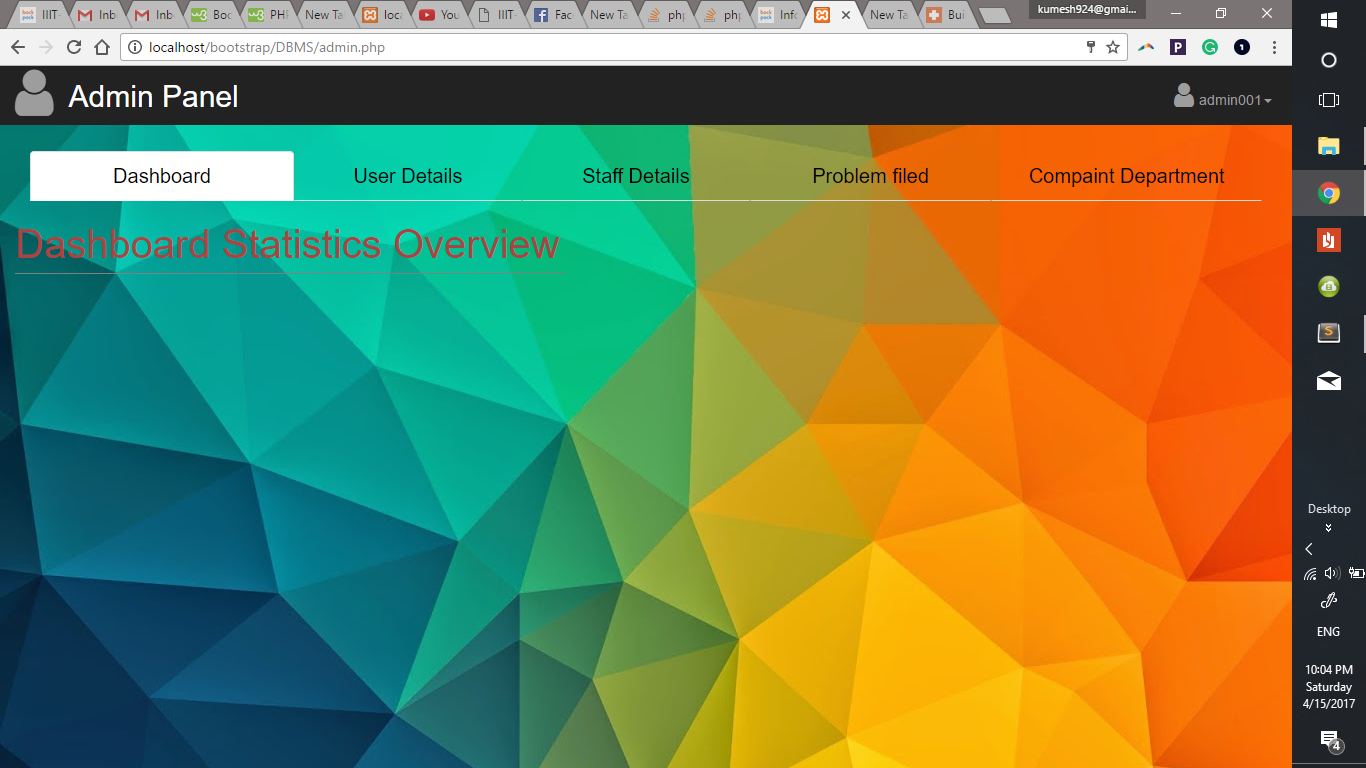 IIIT- Inb Inb Boc PHP New Ta loca You IIIT- Fac New Ta php php Info New Ta Bui kumesh924@gmai...
localhost/bootstrap/DBMS/admin.php
Admin Panel admin001
Dashboard User Details Staff Details Problem filed Compaint Department
Dashboard Statistics Overview
Desktop
ENG
10:04 PM
Saturday
4/15/2017
4